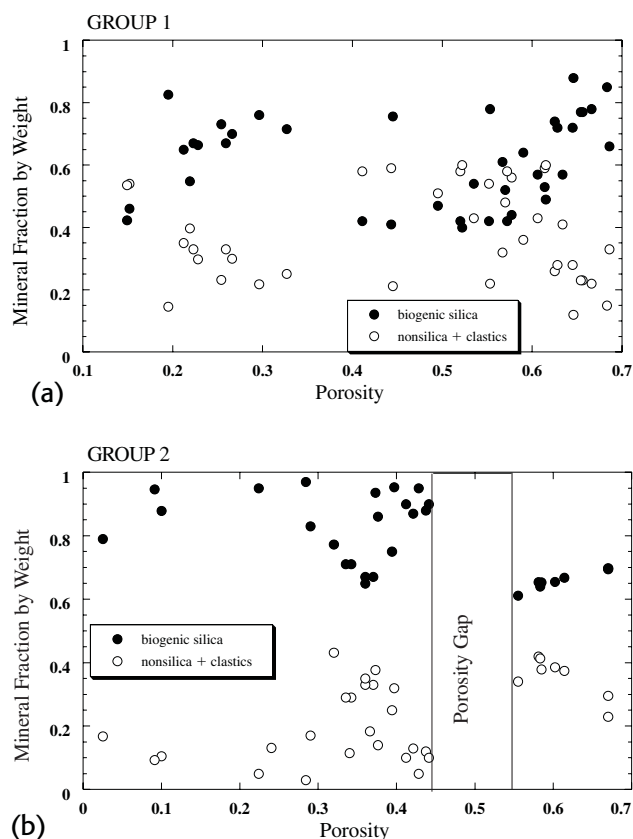 GROUP 1
1
0.8
0.6
0.4
0.2
0
Mineral Fraction by Weight
biogenic silica
nonsilica + clastics
0.1 0.2 0.3 0.4 0.5 0.6 0.7
(a)
Porosity
GROUP 2
1
0.8
0.6
0.4
0.2
0
Mineral Fraction by Weight
biogenic silica
nonsilica + clastics
Porosity Gap
0 0.1 0.2 0.3 0.4 0.5 0.6 0.7
(b)
Porosity